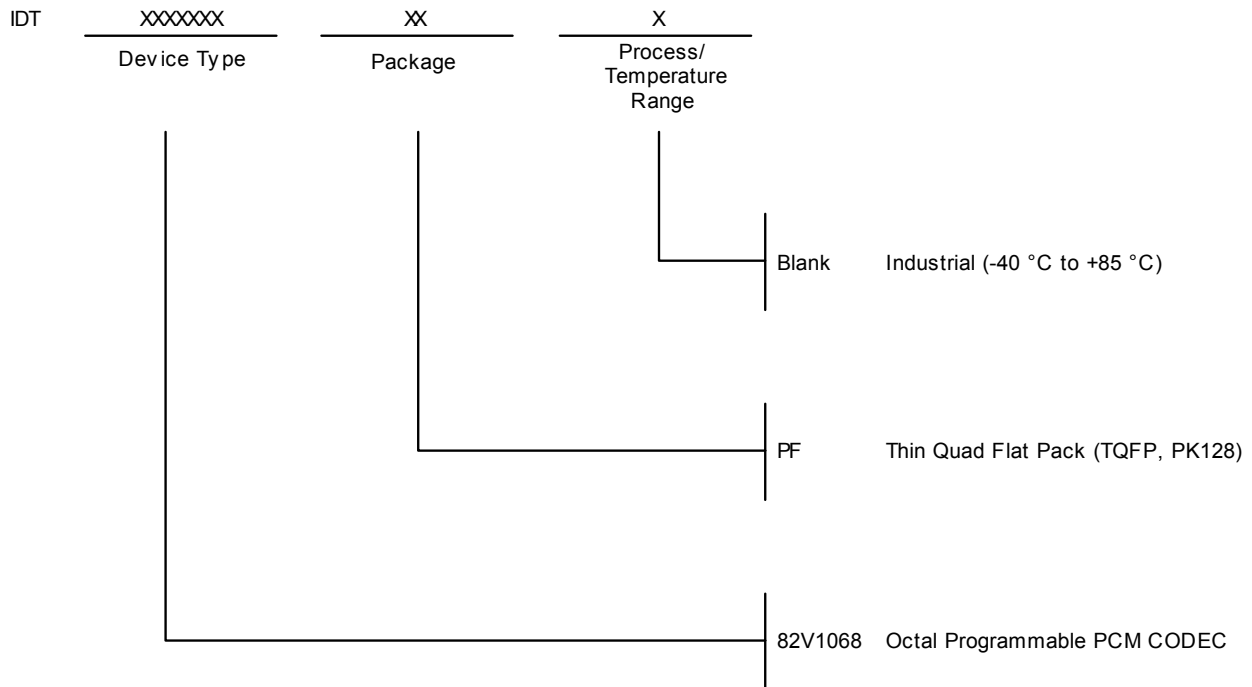 IDT XXXXXXX XX X
Device Type Package Process/
Temperature
Range
Blank Industrial (-40 °C to +85 °C)
PF Thin Quad Flat Pack (TQFP, PK128)
82V1068 Octal Programmable PCM CODEC